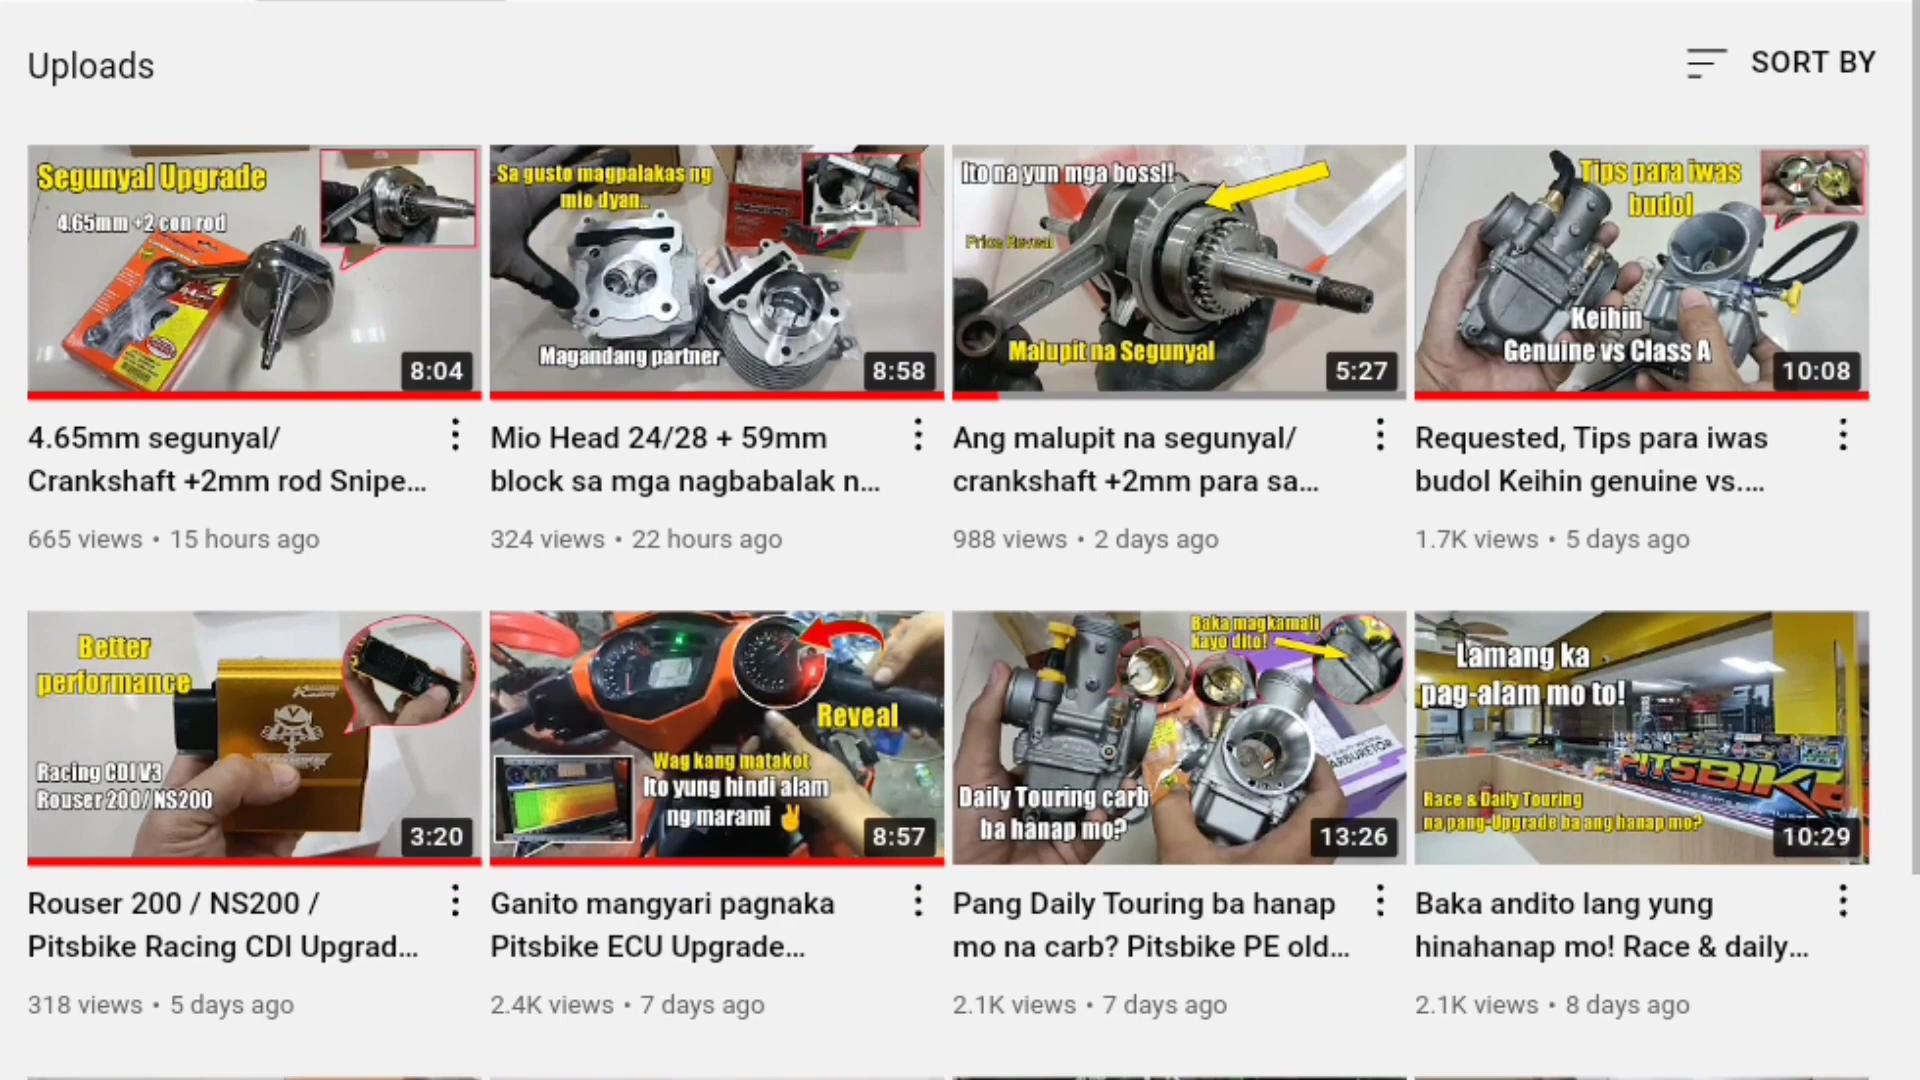 Uploads
SORT BY
Segunyal Upgrade
4.65mm +2 con rod
8:04
Sa gusto magpalakas ng
mio dyan..
Magandang partner
8:58
Ito na yun mga boss!!
Price Reveal
Malupit na Segunyal
5:27
Tips para iwas
budol
Keihin
Genuine vs Class A
10:08
4.65mm segunyal/
Crankshaft +2mm rod Snipe...
665 views • 15 hours ago
Mio Head 24/28 + 59mm
block sa mga nagbabalak n...
324 views • 22 hours ago
Ang malupit na segunyal/
crankshaft +2mm para sa...
988 views • 2 days ago
Requested, Tips para iwas
budol Keihin genuine vs....
1.7K views • 5 days ago
Better
performance
Racing CDI V3
Rouser 200/ NS200
3:20
Reveal
Wag kang matakot
Ito yung hindi alam
ng marami ✌
8:57
Baka magkamali
kayo dito!
Daily Touring carb
ba hanap mo?
13:26
Lamang ka
pag-alam mo to!
PITSBIKE
Race & Daily Touring
na pang-Upgrade ba ang hanap mo?
10:29
Rouser 200 / NS200 /
Pitsbike Racing CDI Upgrad...
318 views • 5 days ago
Ganito mangyari pagnaka
Pitsbike ECU Upgrade...
2.4K views • 7 days ago
Pang Daily Touring ba hanap
mo na carb? Pitsbike PE old...
2.1K views • 7 days ago
Baka andito lang yung
hinahanap mo! Race & daily...
2.1K views • 8 days ago